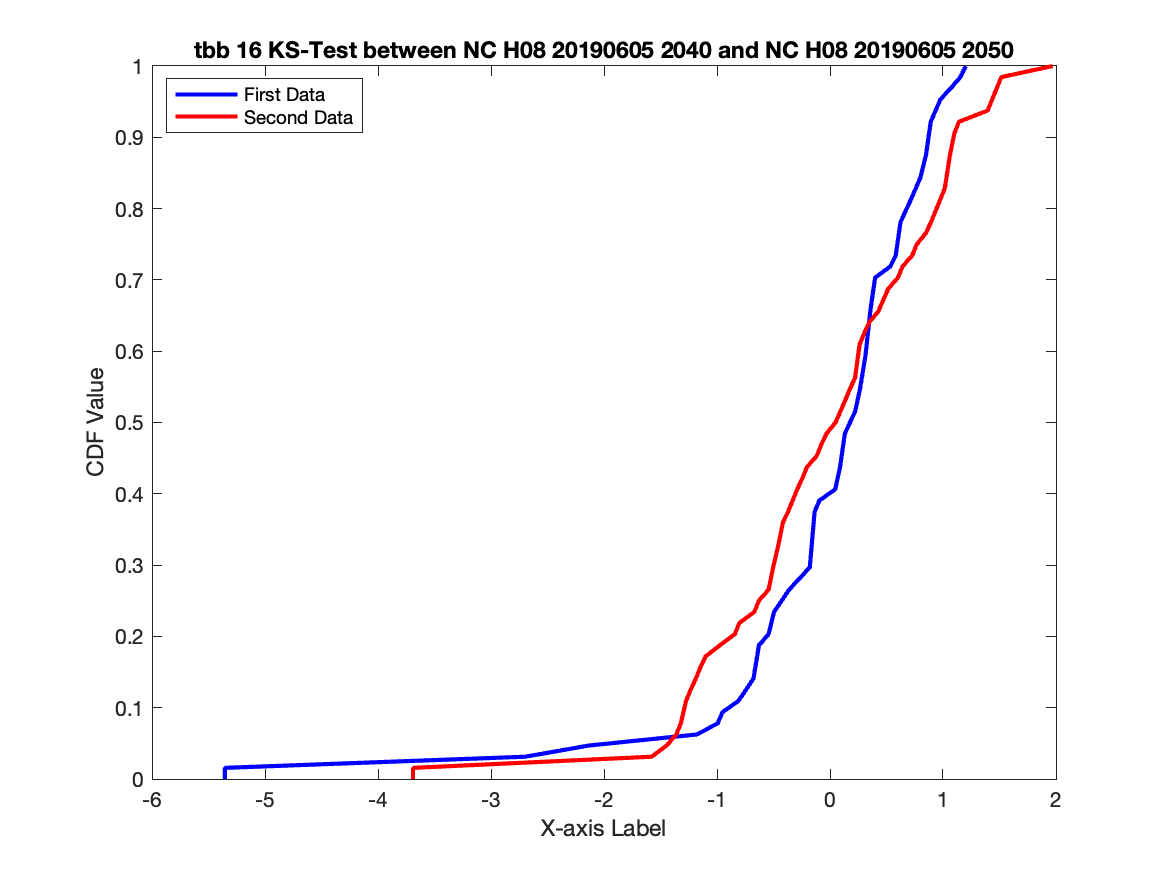 tbb 16 KS-Test between NC H08 20190605 2040 and NC H08 20190605 2050
First Data
Second Data
1
0.9
0.8
0.7
0.6
0.5
0.4
0.3
0.2
0.1
0
CDF Value
-6 -5 -4 -3 -2 -1 0 1 2
X-axis Label